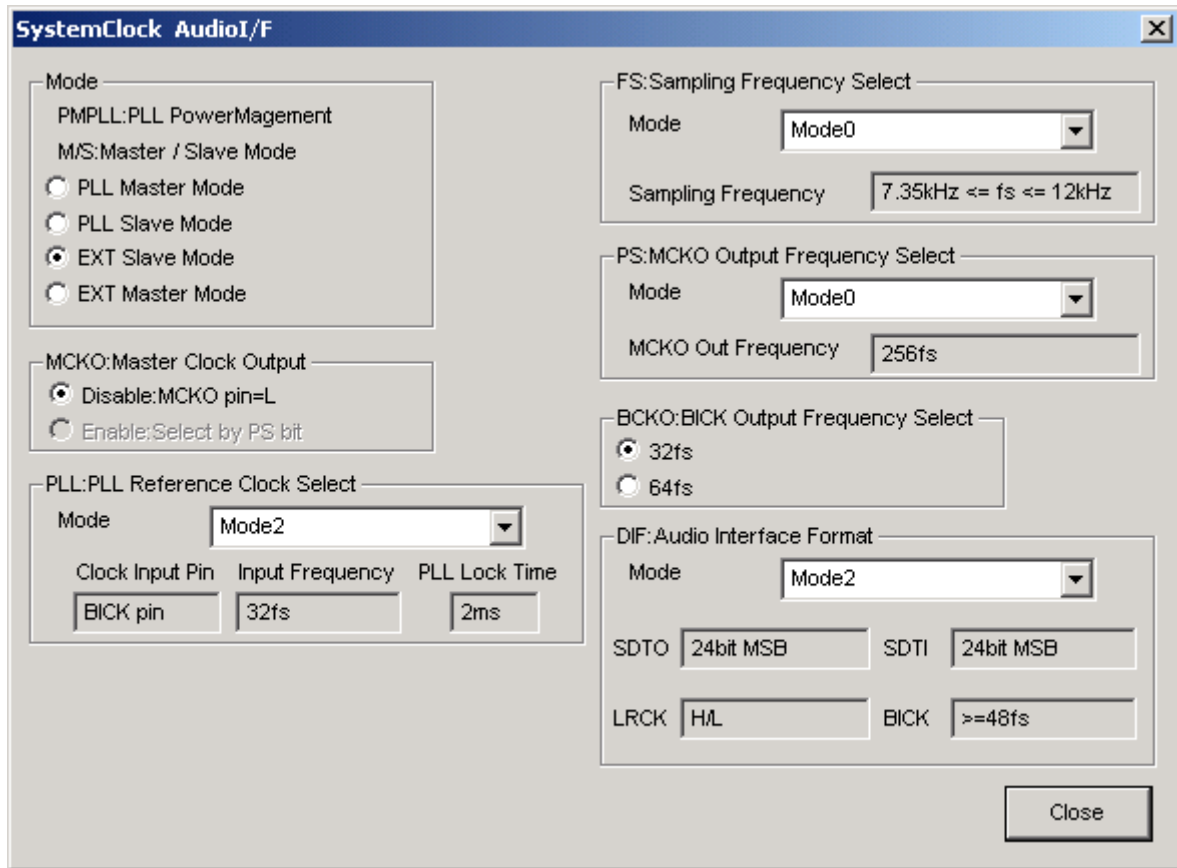 SystemClock AudioI/F
Mode
PMPLL:PLL PowerMagement
M/S:Master / Slave Mode
PLL Master Mode
PLL Slave Mode
EXT Slave Mode
EXT Master Mode
MCKO:Master Clock Output
Disable:MCKO pin=L
Enable:Select by PS bit
PLL:PLL Reference Clock Select
Mode Mode2
Clock Input Pin Input Frequency PLL Lock Time
BICK pin 32fs 2ms
FS:Sampling Frequency Select
Mode Mode0
Sampling Frequency 7.35kHz <= fs <= 12kHz
PS:MCKO Output Frequency Select
Mode Mode0
MCKO Out Frequency 256fs
BCKO:BICK Output Frequency Select
32fs
64fs
DIF:Audio Interface Format
Mode Mode2
SDTO 24bit MSB SDTI 24bit MSB
LRCK H/L BICK >=48fs
Close